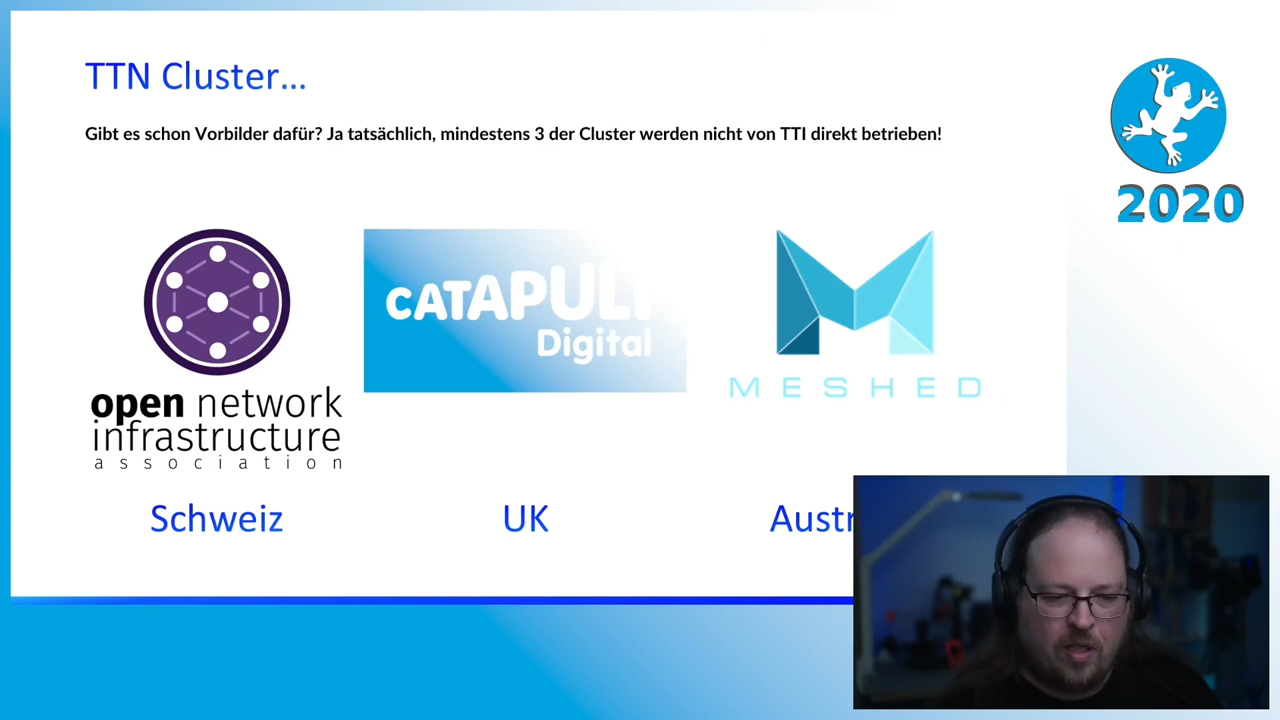 TTN Cluster...
Gibt es schon Vorbilder dafür? Ja tatsächlich, mindestens 3 der Cluster werden nicht von TTI direkt betrieben!
2020
open network
infrastructure
association
CATAPULT
Digital
MESHED
Schweiz
UK